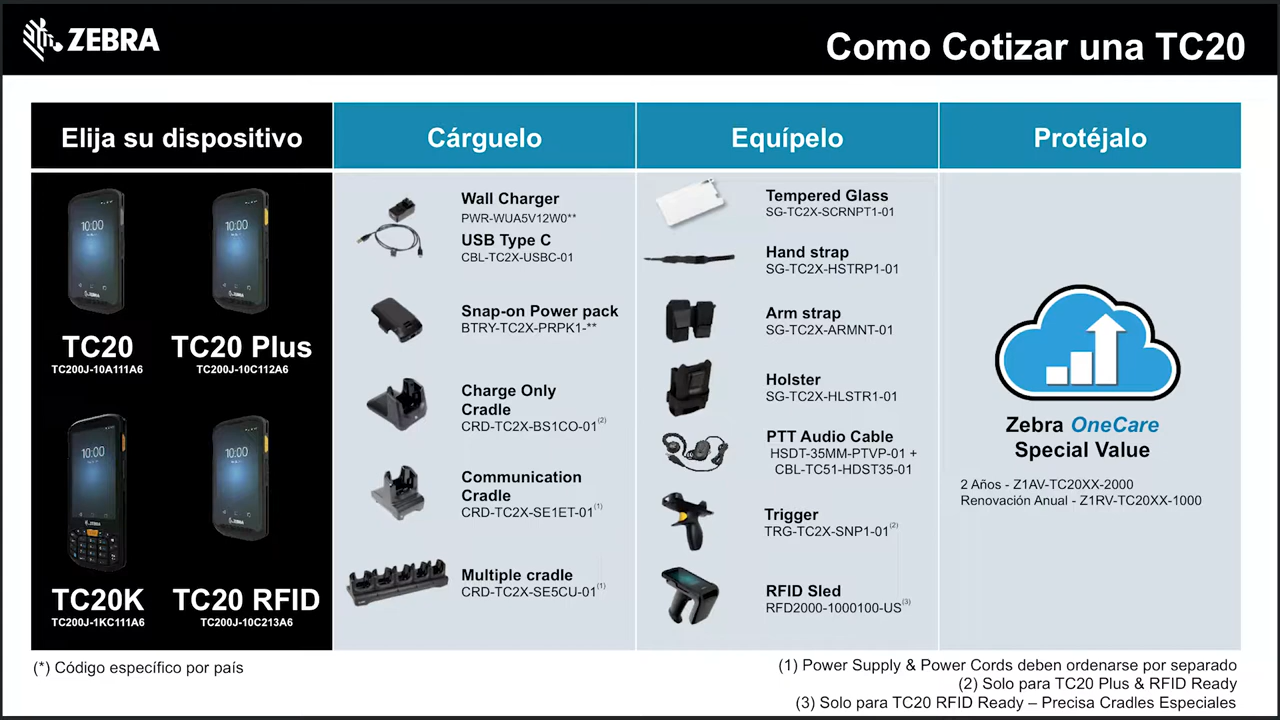 ZEBRA
Como Cotizar una TC20
Elija su dispositivo
TC20
TC200J-10A111A6
TC20 Plus
TC200J-10C112A6
TC20K
TC200J-1KC111A6
TC20 RFID
TC200J-10C213A6
Cárguelo
Wall Charger
PWR-WUA5V12W0**
USB Type C
CBL-TC2X-USBC-01
Snap-on Power pack
BTRY-TC2X-PRPK1-**
Charge Only
Cradle
CRD-TC2X-BS1CO-01(2)
Communication
Cradle
CRD-TC2X-SE1ET-01(1)
Multiple cradle
CRD-TC2X-SE5CU-01(1)
Equípelo
Tempered Glass
SG-TC2X-SCRNPT1-01
Hand strap
SG-TC2X-HSTRP1-01
Arm strap
SG-TC2X-ARMNT-01
Holster
SG-TC2X-HLSTR1-01
PTT Audio Cable
HSDT-35MM-PTVP-01 +
CBL-TC51-HDST35-01
Trigger
TRG-TC2X-SNP1-01(2)
RFID Sled
RFD2000-1000100-US(3)
Protéjalo
Zebra OneCare
Special Value
2 Años - Z1AV-TC20XX-2000
Renovación Anual - Z1RV-TC20XX-1000
(*) Código específico por país
(1) Power Supply & Power Cords deben ordenarse por separado
(2) Solo para TC20 Plus & RFID Ready
(3) Solo para TC20 RFID Ready – Precisa Cradles Especiales